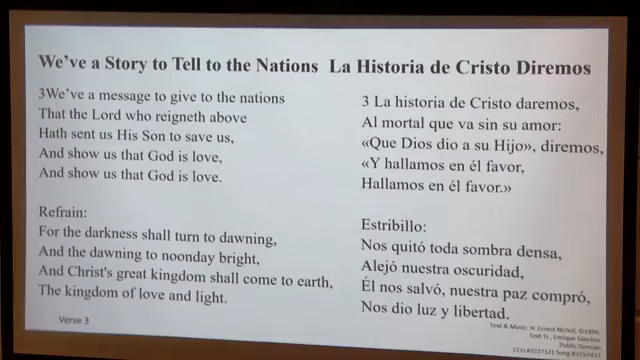 We've a Story to Tell to the Nations La Historia de Cristo Diremos
3We've a message to give to the nations
That the Lord who reigneth above
Hath sent us His Son to save us,
And show us that God is love,
And show us that God is love.
Refrain:
For the darkness shall turn to dawning,
And the dawning to noonday bright,
And Christ's great kingdom shall come to earth,
The kingdom of love and light.
Verse 3
3 La historia de Cristo daremos,
Al mortal que va sin su amor:
«Que Dios dio a su Hijo», diremos,
«Y hallamos en él favor,
Hallamos en él favor.»
Estribillo:
Nos quitó toda sombra densa,
Alejó nuestra oscuridad,
Él nos salvó, nuestra paz compró,
Nos dio luz y libertad.
Text & Music: H. Ernest Nichol, ©1896
Text Tr., Enrique Sánchez
Public Domain